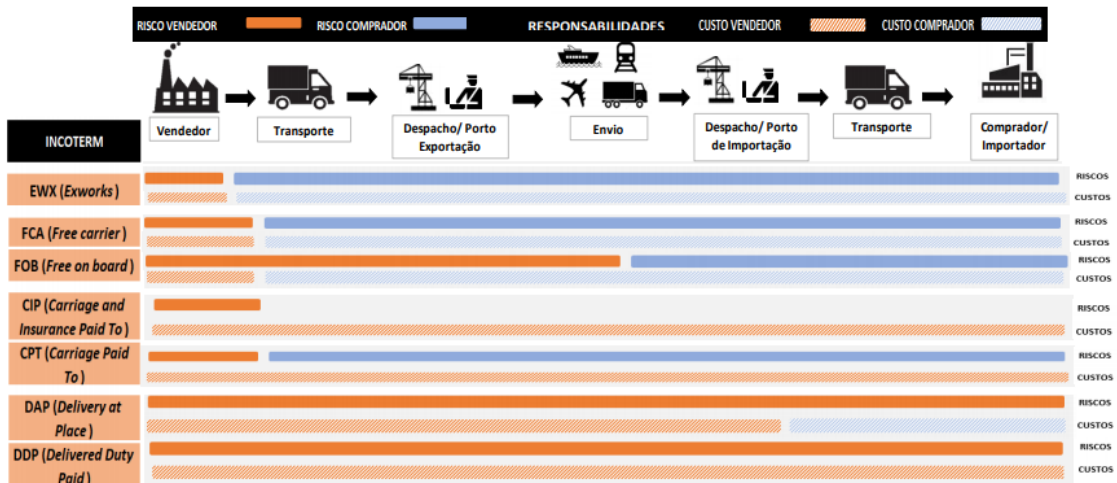 RISCO VENDEDOR RISCO COMPRADOR RESPONSABILIDADES CUSTO VENDEDOR CUSTO COMPRADOR
INCOTERM
Vendedor
Transporte
Despacho/ Porto
Exportação
Envio
Despacho/ Porto
de Importação
Transporte
Comprador/
Importador
EWX (Exworks)
RISCOS
CUSTOS
FCA (Free carrier)
RISCOS
CUSTOS
FOB (Free on board)
RISCOS
CUSTOS
CIP (Carriage and
Insurance Paid To)
RISCOS
CUSTOS
CPT (Carriage Paid
To)
RISCOS
CUSTOS
DAP (Delivery at
Place)
RISCOS
CUSTOS
DDP (Delivered Duty
Paid)
RISCOS
CUSTOS